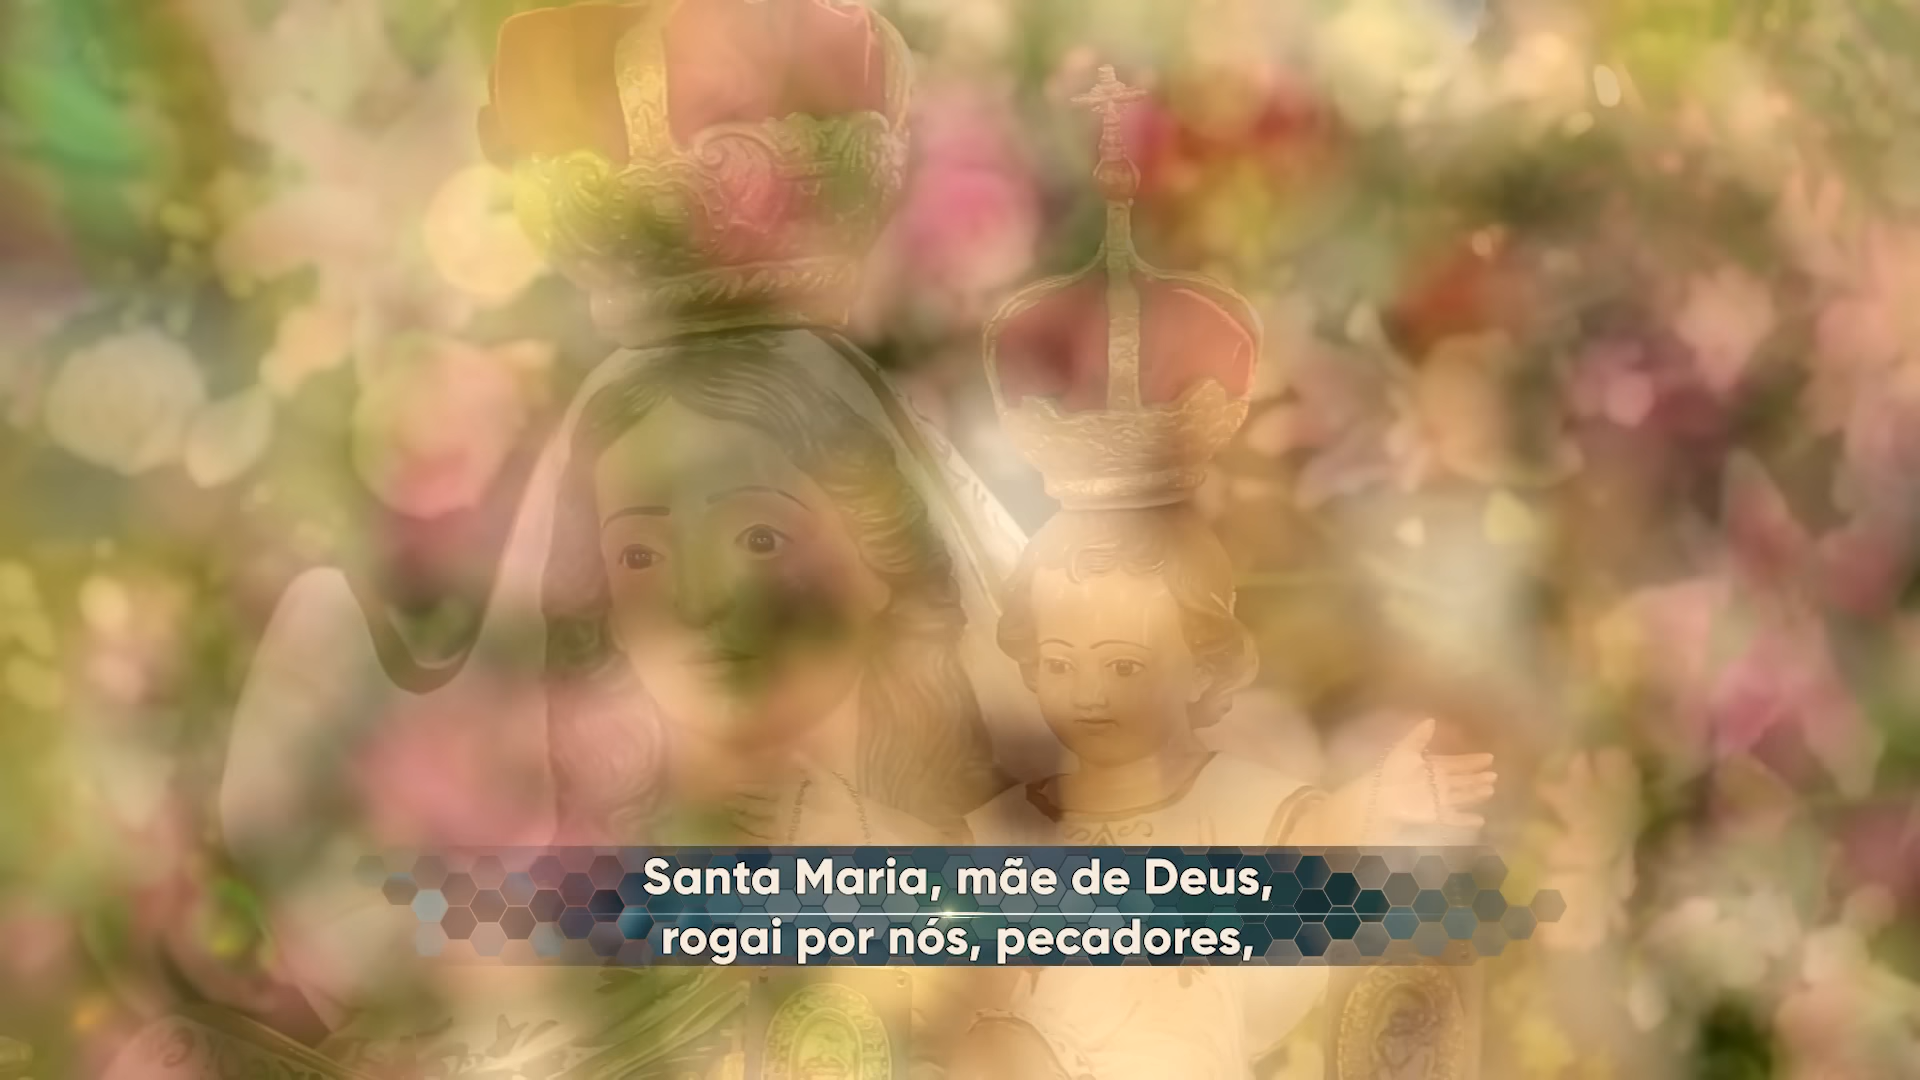 Santa Maria, mãe de Deus,
rogai por nós, pecadores,